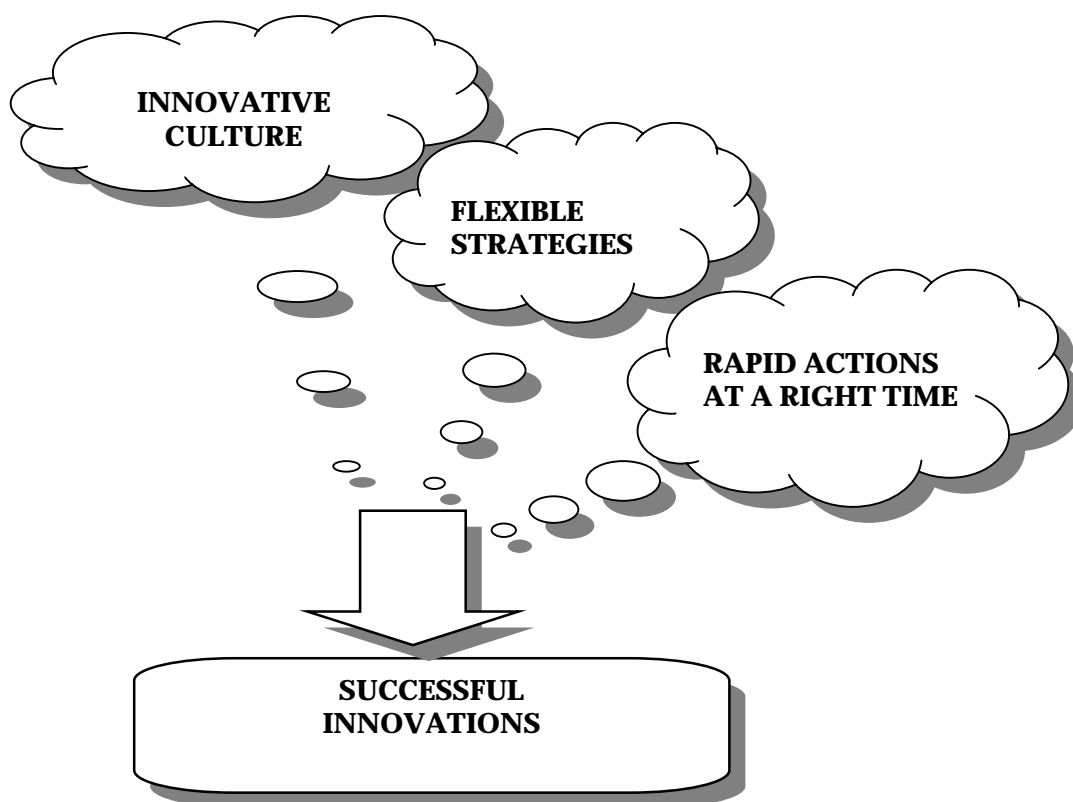 INNOVATIVE
CULTURE
FLEXIBLE
STRATEGIES
RAPID ACTIONS
AT A RIGHT TIME
SUCCESSFUL
INNOVATIONS